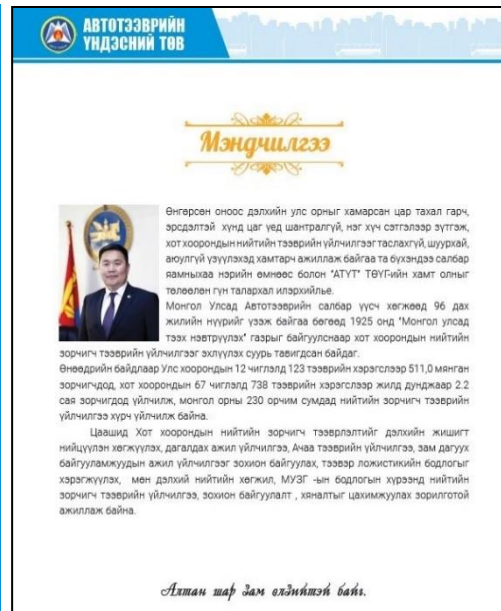 АВТОТЭЭВРИЙН
ҮНДЭСНИЙ ТӨВ
Мэндчилгээ
Өнгөрсөн оноос дэлхийн улс орныг хамарсан цар тахал гарч,
эрсдэлтэй хүнд цаг үед шантралгүй, нэг хүч сэтгэлээр зүтгэж,
хот хоорондын нийтийн тээврийн үйлчилгээг таслахгүй, шуурхай,
аюулгүй үзүүлэхэд хамтарч ажиллаж байгаа та бүхэндээ салбар
яамныхаа нэрийн өмнөөс болон "АТҮТ" ТӨҮГ-ийн хамт олныг
төлөөлөн гүн талархал илэрхийлье.
Монгол Улсад Автотээврийн салбар үүсч хөгжөөд 96 дах
жилийн нүүрийг үзэж байгаа бөгөөд 1925 онд "Монгол улсад
тээх нэвтрүүлэх" газрыг байгуулснаар хот хоорондын нийтийн
зорчигч тээврийн үйлчилгээг эхлүүлэх суурь тавигдсан байдаг.
Өнөөдрийн байдлаар Улс хоорондын 12 чиглэлд 123 тээврийн хэрэгслээр 511,0 мянган
зорчигчдод, хот хоорондын 67 чиглэлд 738 тээврийн хэрэгслээр жилд дунджаар 2.2
сая зорчигдод үйлчилж, монгол орны 230 орчим сумдад нийтийн зорчигч тээврийн
үйлчилгээ хүрч үйлчилж байна.
Цаашид Хот хоорондын нийтийн зорчигч тээрвлэлтийг дэлхийн жишигт
нийцүүлэн хөгжүүлэх, дагалдах ажил үйлчилгээ, Ачаа тээврийн үйлчилгээ, зам дагуух
байгууламжуудын ажил үйлчилгээг зохион байгуулах, тээвэр ложистикийн бодлогыг
хэрэгжүүлэх, мөн дэлхий нийтийн хөгжил, МУЗГ -ын бодлогын хүрээнд нийтийн
зорчигч тээврийн үйлчилгээ, зохион байгуулалт , хяналтыг цахимжуулах зорилготой
ажиллаж байна.
Алтан шар зам өлзийтэй байг.